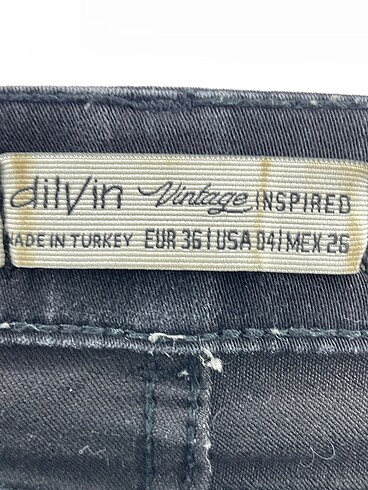 dilvin Vintage INSPIRED
MADE IN TURKEY EUR 36 | USA 04 | MEX 26